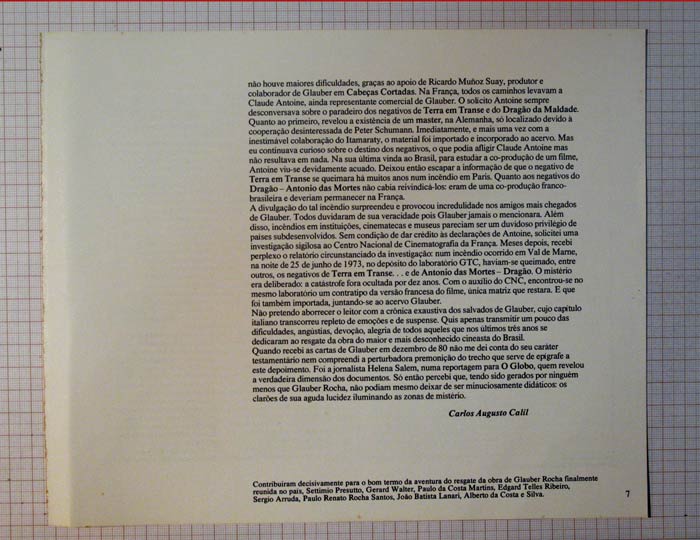 não houve maiores dificuldades, graças ao apoio de Ricardo Muñoz Suay, produtor e
colaborador de Glauber em Cabeças Cortadas. Na França, todos os caminhos levavam a
Claude Antoine, ainda representante comercial de Glauber. O solícito Antoine sempre
desconversava sobre o paradeiro dos negativos de Terra em Transe e do Dragão da Maldade.
Quanto ao primeiro, revelou a existência de um master, na Alemanha, só localizado devido à
cooperação desinteressada de Peter Schumann. Imediatamente, e mais uma vez com a
inestimável colaboração do Itamaraty, o material foi importado e incorporado ao acervo. Mas
eu continuava curioso sobre o destino dos negativos, o que podia afligir Claude Antoine mas
não resultava em nada. Na sua última vinda ao Brasil, para estudar a co-produção de um filme,
Antoine viu-se devidamente acuado. Deixou então escapar a informação de que o negativo de
Terra em Transe se queimara há muitos anos num incêndio em Paris. Quanto aos negativos do
Dragão – Antonio das Mortes não cabia reivindicá-los: eram de uma co-produção franco-
brasileira e deveriam permanecer na França.
A divulgação do tal incêndio surpreendeu e provocou incredulidade nos amigos mais chegados
de Glauber. Todos duvidaram de sua veracidade pois Glauber jamais o mencionara. Além
disso, incêndios em instituições, cinematecas e museus pareciam ser um duvidoso privilégio de
países subdesenvolvidos. Sem condição de dar crédito às declarações de Antoine, solicitei uma
investigação sigilosa ao Centro Nacional de Cinematografia da França. Meses depois, recebi
perplexo o relatório circunstanciado da investigação: num incêndio ocorrido em Val de Marne,
na noite de 25 de junho de 1973, no depósito do laboratório GTC, haviam-se queimado, entre
outros, os negativos de Terra em Transe. . . e de Antonio das Mortes – Dragão. O mistério
era deliberado: a catástrofe fora ocultada por dez anos. Com o auxílio do CNC, encontrou-se no
mesmo laboratório um contratipo da versão francesa do filme, única matriz que restara. E que
foi também importada, juntando-se ao acervo Glauber.
Não pretendo aborrecer o leitor com a crônica exaustiva dos salvados de Glauber, cujo capítulo
italiano transcorreu repleto de emoções e de suspense. Quis apenas transmitir um pouco das
dificuldades, angústias, devoção, alegria de todos aqueles que nos últimos três anos se
dedicaram ao resgate da obra do maior e mais desconhecido cineasta do Brasil.
Quando recebi as cartas de Glauber em dezembro de 80 não me dei conta do seu caráter
testamentário nem compreendi a perturbadora premonição do trecho que serve de epígrafe a
este depoimento. Foi a jornalista Helena Salem, numa reportagem para O Globo, quem revelou
a verdadeira dimensão dos documentos. Só então percebi que, tendo sido gerados por ninguém
menos que Glauber Rocha, não podiam mesmo deixar de ser minuciosamente didáticos: os
clarões de sua aguda lucidez iluminando as zonas de mistério.
Carlos Augusto Calil
Contribuíram decisivamente para o bom termo da aventura do resgate da obra de Glauber Rocha finalmente
reunida no país, Settimio Presutto, Gerard Walter, Paulo da Costa Martins, Edgard Telles Ribeiro,
Sergio Arruda, Paulo Renato Rocha Santos, João Batista Lanari, Alberto da Costa e Silva.
7